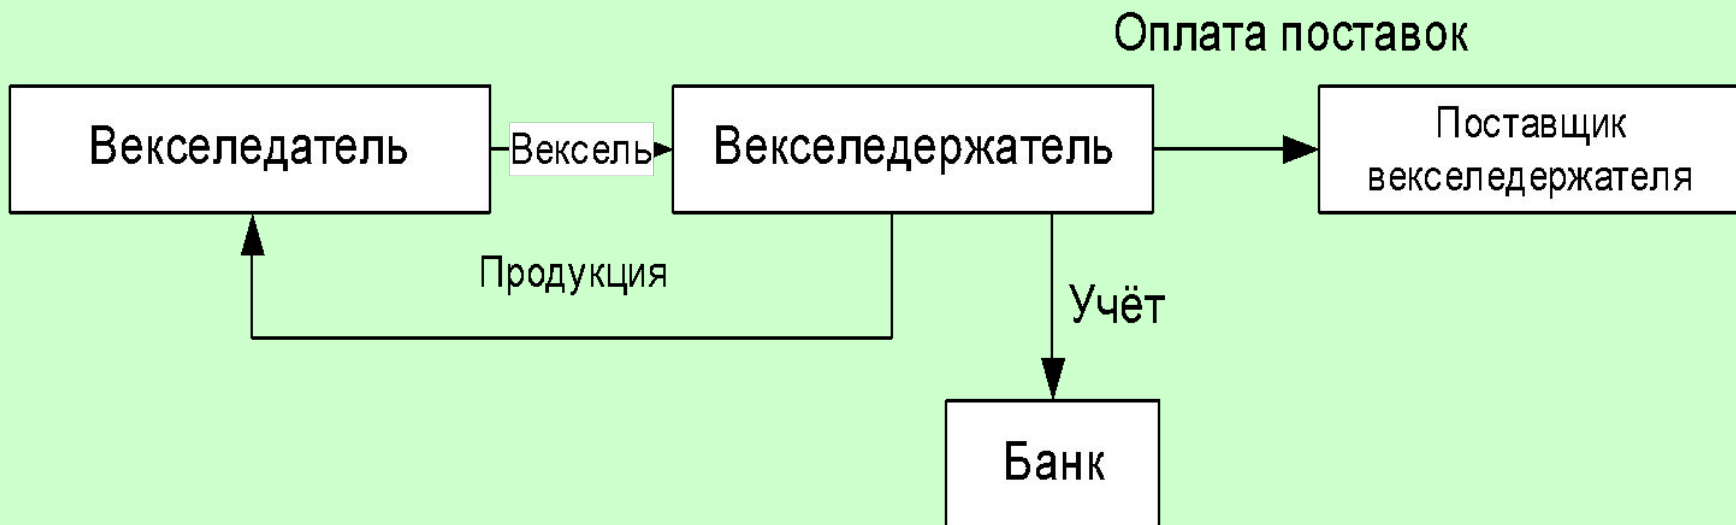 Оплата поставок
Векселедатель
Вексель
Векселедержатель
Поставщик
векселедержателя
Продукция
Учёт
Банк